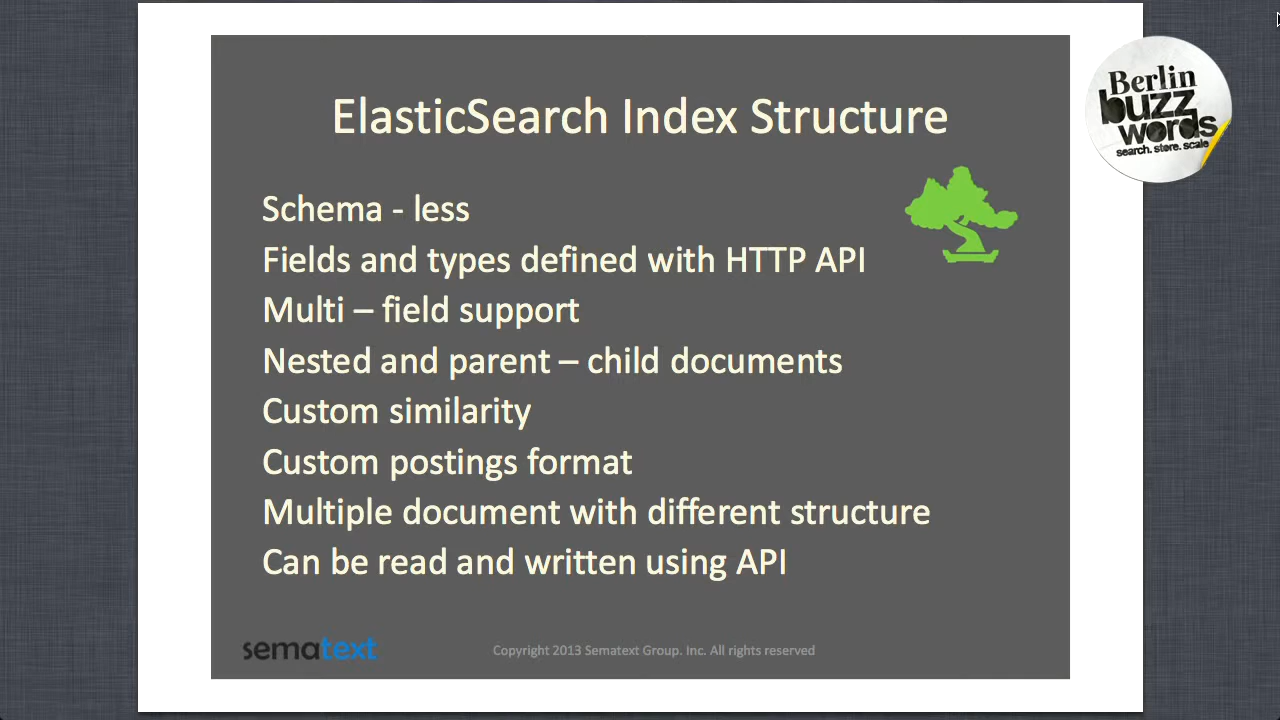 ElasticSearch Index Structure
Berlin
buzz
words
search. store. scale
Schema - less
Fields and types defined with HTTP API
Multi – field support
Nested and parent – child documents
Custom similarity
Custom postings format
Multiple document with different structure
Can be read and written using API
sematext
Copyright 2013 Sematext Group. Inc. All rights reserved